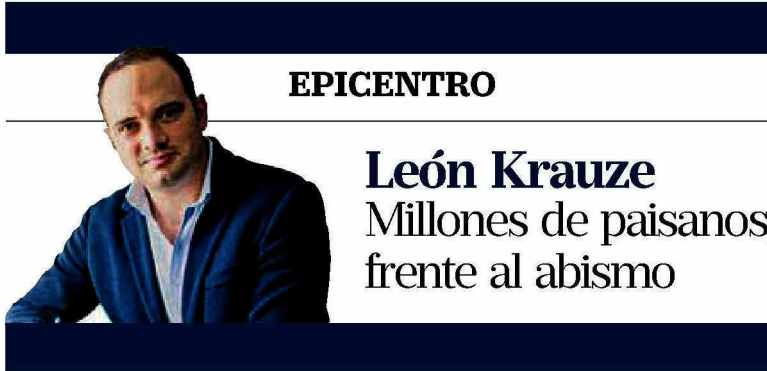 EPICENTRO
León Krauze
Millones de paisanos
frente al abismo